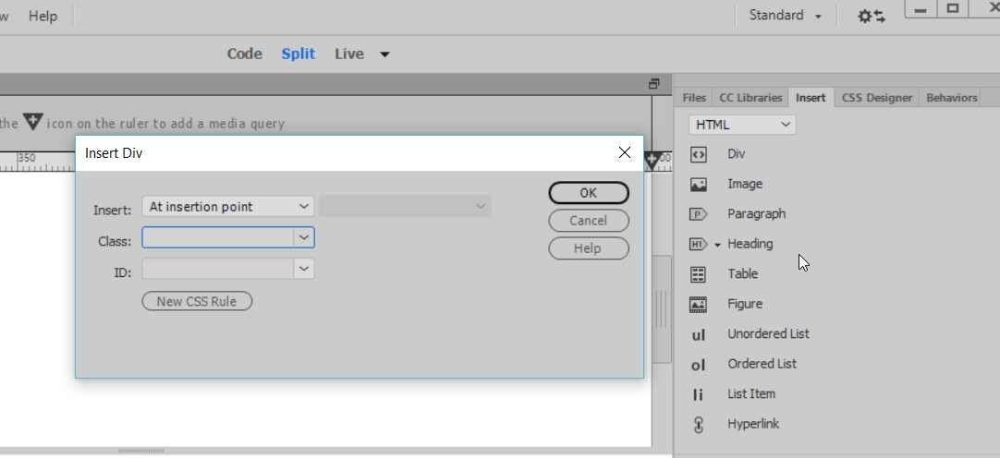 Help
Standard
Code Split Live
the icon on the ruler to add a media query
350
00
Insert Div
Insert: At insertion point
Class:
ID:
New CSS Rule
OK
Cancel
Help
Files CC Libraries Insert CSS Designer Behaviors
HTML
Div
Image
P Paragraph
H1 Heading
Table
Figure
ul Unordered List
ol Ordered List
li List Item
Hyperlink